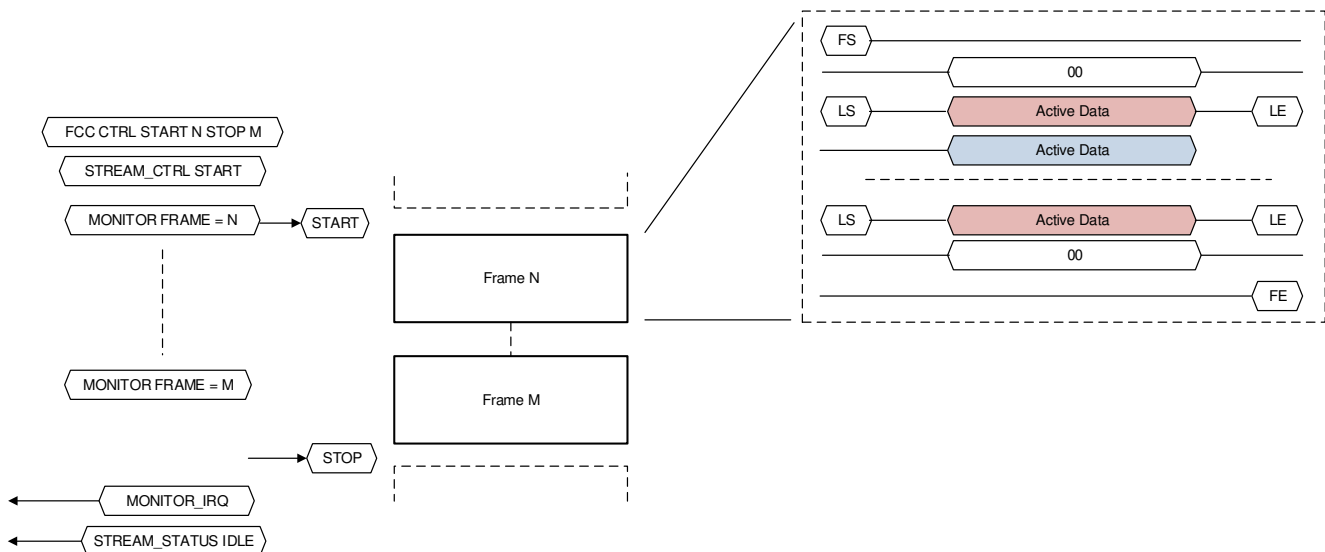 FCC CTRL START N STOP M
STREAM_CTRL START
MONITOR FRAME = N
START
MONITOR FRAME = M
STOP
MONITOR_IRQ
STREAM_STATUS IDLE
Frame N
Frame M
FS
00
LS Active Data LE
Active Data
LS Active Data LE
00
FE